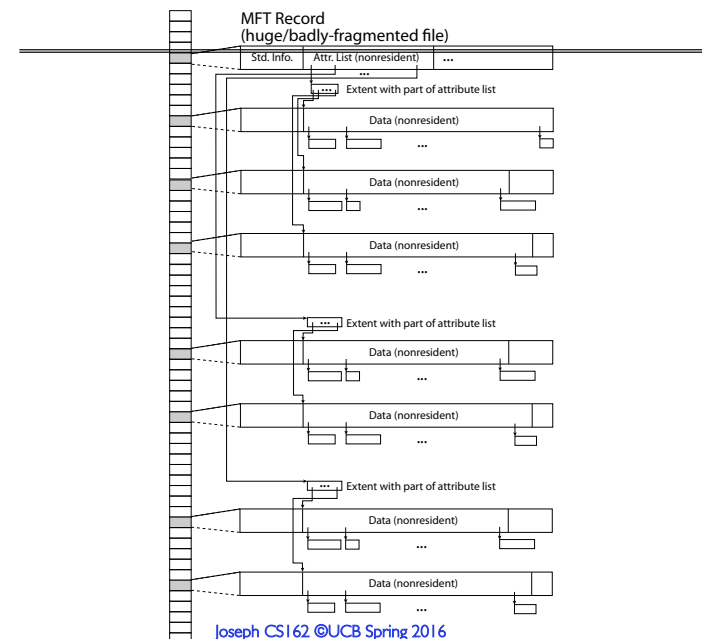 MFT Record
(huge/badly-fragmented file)
Std. Info. Attr. List (nonresident) ...
...
... Extent with part of attribute list
Data (nonresident)
...
Data (nonresident)
...
Data (nonresident)
...
... Extent with part of attribute list
Data (nonresident)
...
Data (nonresident)
...
... Extent with part of attribute list
Data (nonresident)
...
Data (nonresident)
...
Joseph CS162 ©UCB Spring 2016